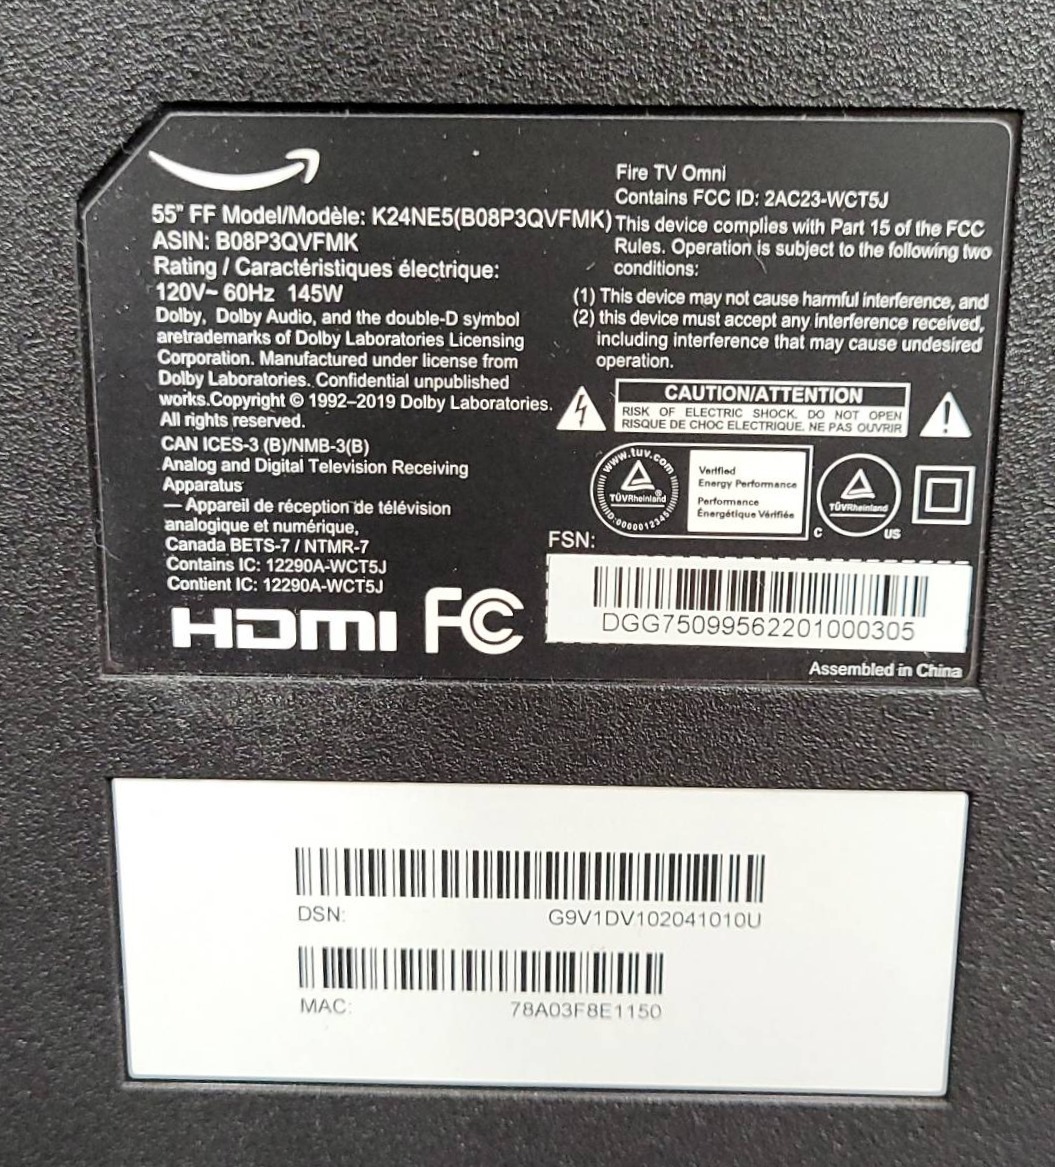 55" FF Model/Modèle: K24NE5(B08P3QVFMK)
ASIN: B08P3QVFMK
Rating / Caractéristiques électrique:
120V~ 60Hz 145W
Dolby, Dolby Audio, and the double-D symbol
aretrademarks of Dolby Laboratories Licensing
Corporation. Manufactured under license from
Dolby Laboratories. Confidential unpublished
works.Copyright © 1992–2019 Dolby Laboratories.
All rights reserved.
CAN ICES-3 (B)/NMB-3(B)
Analog and Digital Television Receiving
Apparatus
— Appareil de réception de télévision
analogique et numérique,
Canada BETS-7 / NTMR-7
Contains IC: 12290A-WCT5J
Contient IC: 12290A-WCT5J
HDMI FC
Fire TV Omni
Contains FCC ID: 2AC23-WCT5J
This device complies with Part 15 of the FCC
Rules. Operation is subject to the following two
conditions:
(1) This device may not cause harmful interference, and
(2) this device must accept any interference received,
including interference that may cause undesired
operation.
CAUTION/ATTENTION
RISK OF ELECTRIC SHOCK. DO NOT OPEN
RISQUE DE CHOC ELECTRIQUE. NE PAS OUVRIR
www.tuv.com
TÜVRheinland®
ID:0000012345
Verified
Energy Performance
Performance
Énergétique Vérifiée
TÜVRheinland
C US
FSN:
DGG75099562201000305
Assembled in China
DSN: G9V1DV102041010U
MAC: 78A03F8E1150